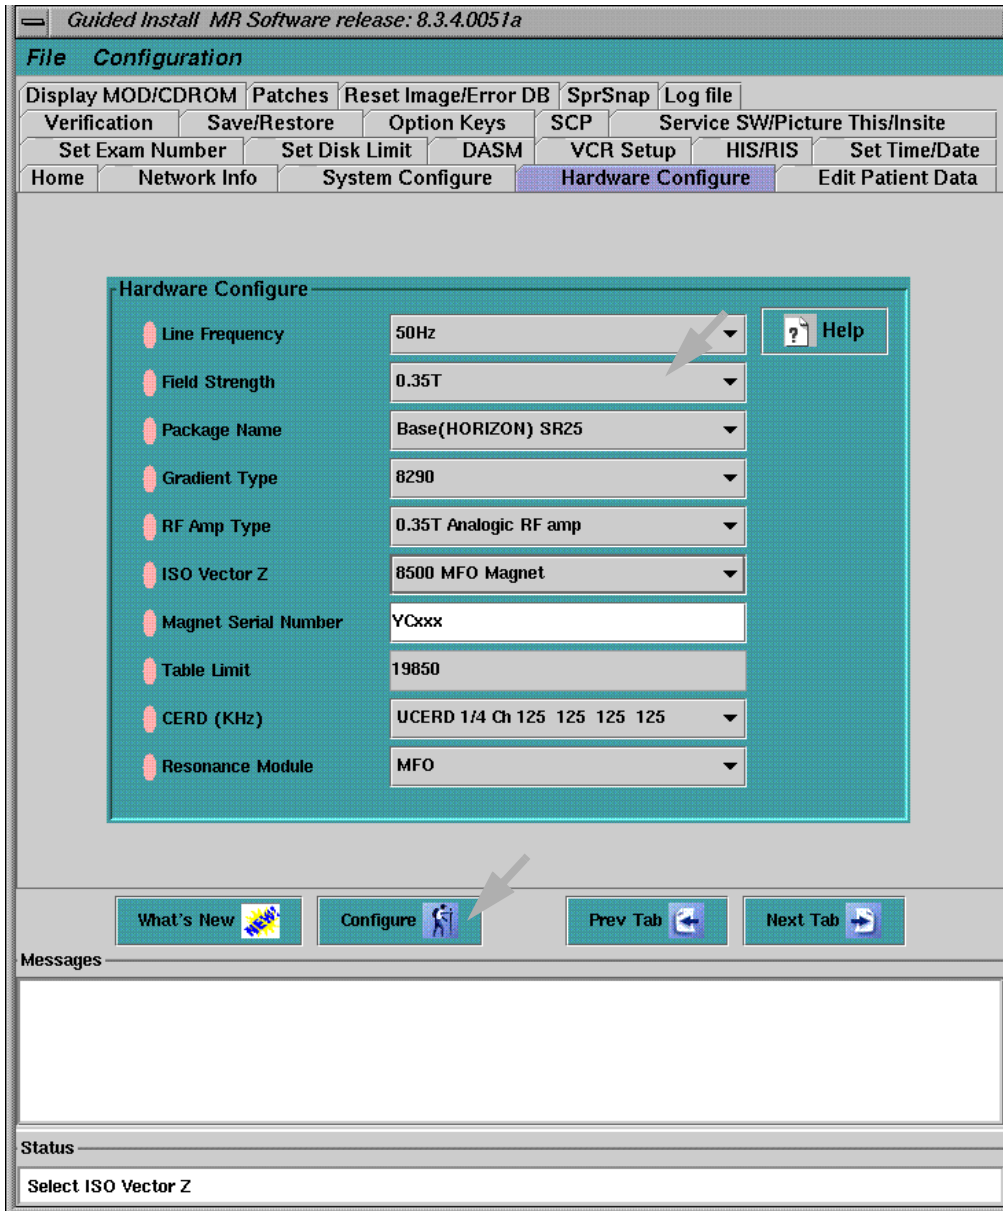 Guided Install MR Software release: 8.3.4.0051a
File Configuration
Display MOD/CDROM Patches Reset Image/Error DB SprSnap Log file
Verification Save/Restore Option Keys SCP Service SW/Picture This/Insite
Set Exam Number Set Disk Limit DASM VCR Setup HIS/RIS Set Time/Date
Home Network Info System Configure Hardware Configure Edit Patient Data
Hardware Configure
Line Frequency 50Hz ? Help
Field Strength 0.35T
Package Name Base(HORIZON) SR25
Gradient Type 8290
RF Amp Type 0.35T Analogic RF amp
ISO Vector Z 8500 MFO Magnet
Magnet Serial Number YCxxx
Table Limit 19850
CERD (KHz) UCERD 1/4 Ch 125 125 125 125
Resonance Module MFO
What's New NEW! Configure Prev Tab Next Tab
Messages
Status
Select ISO Vector Z